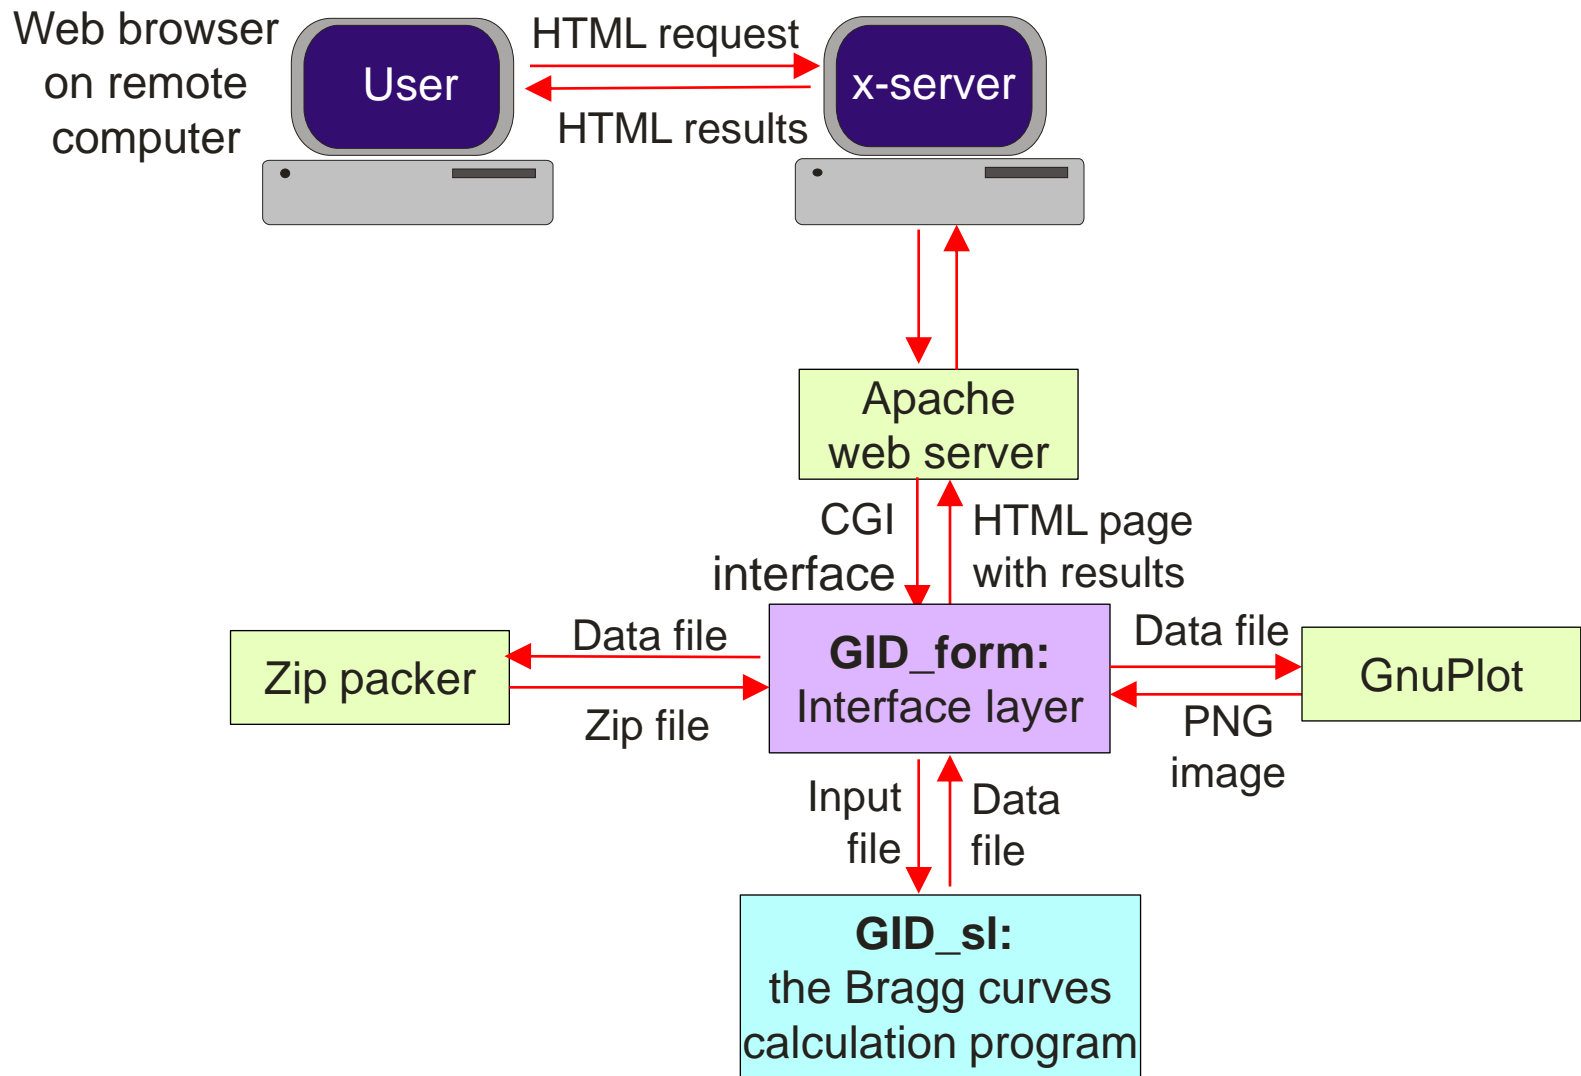 Web browser
on remote
computer
User
HTML request
HTML results
x-server
Apache
web server
CGI
interface
HTML page
with results
Zip packer
Data file
Zip file
GID_form:
Interface layer
Data file
PNG
image
GnuPlot
Input
file
Data
file
GID_sl:
the Bragg curves
calculation program